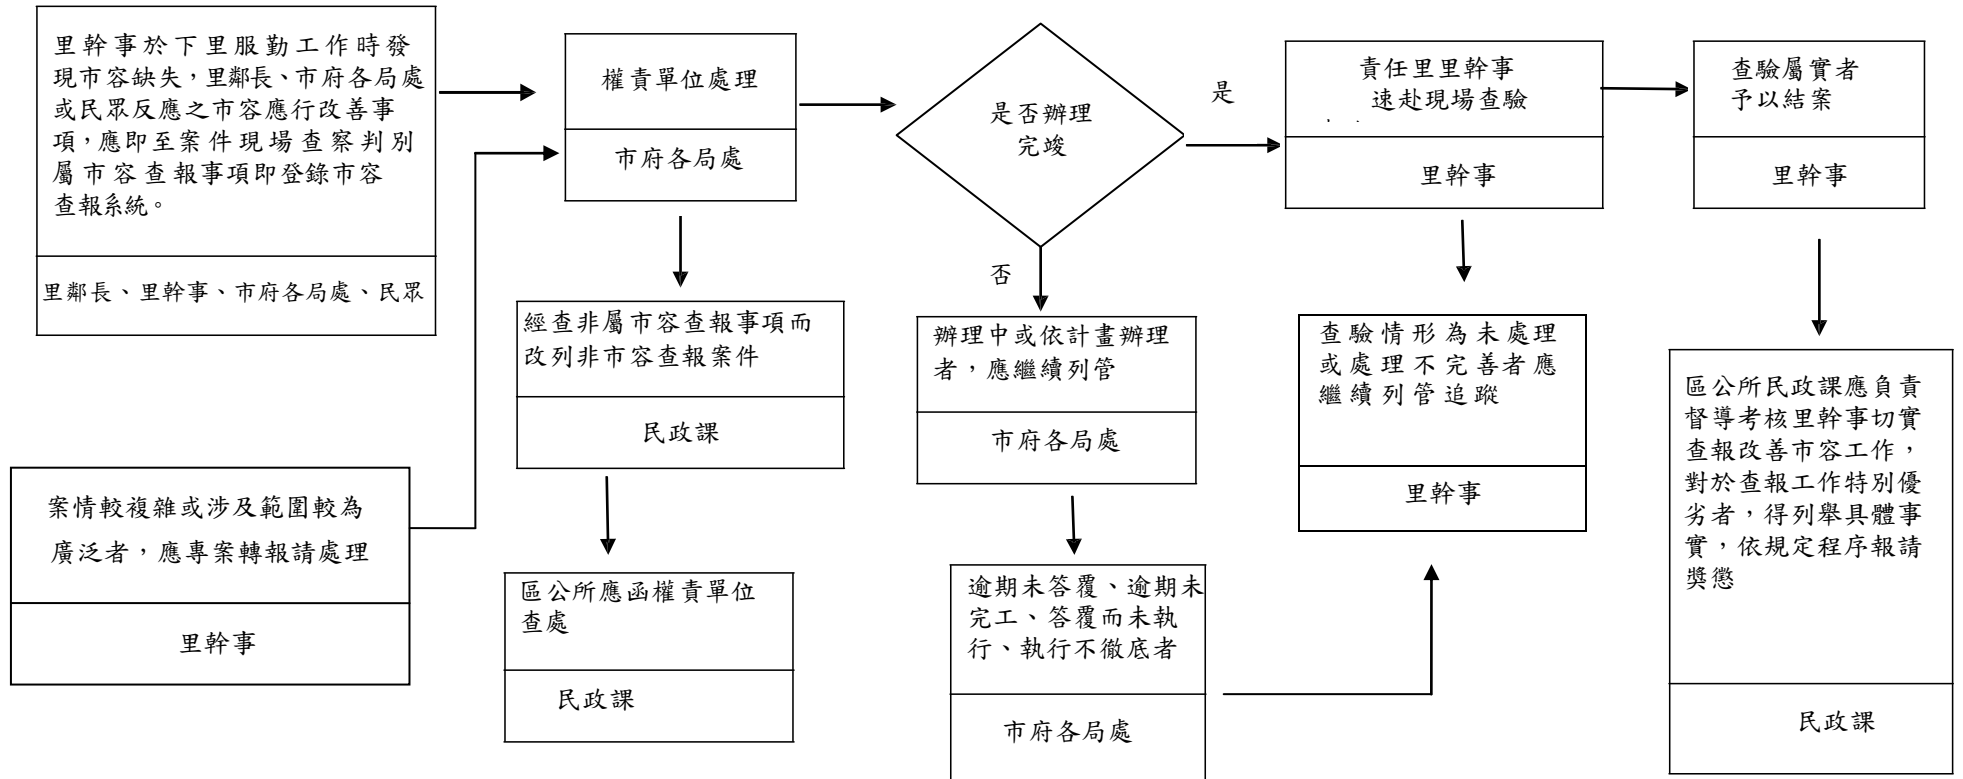 里幹事於下里服勤工作時發
現市容缺失，里鄰長、市府各局處
或民眾反應之市容應行改善事
項，應即至案件現場查察判別
屬市容查報事項即登錄市容
查報系統。
里鄰長、里幹事、市府各局處、民眾
案情較複雜或涉及範圍較為
廣泛者，應專案轉報請處理
里幹事
權責單位處理
市府各局處
經查非屬市容查報事項而
改列非市容查報案件
民政課
區公所應函權責單位
查處
民政課
是否辦理
完竣
是
否
辦理中或依計畫辦理
者，應繼續列管
市府各局處
逾期未答覆、逾期未
完工、答覆而未執
行、執行不徹底者
市府各局處
責任里里幹事
速赴現場查驗
里幹事
查驗情形為未處理
或處理不完善者應
繼續列管追蹤
里幹事
查驗屬實者
予以結案
里幹事
區公所民政課應負責
督導考核里幹事切實
查報改善市容工作，
對於查報工作特別優
劣者，得列舉具體事
實，依規定程序報請
獎懲
民政課